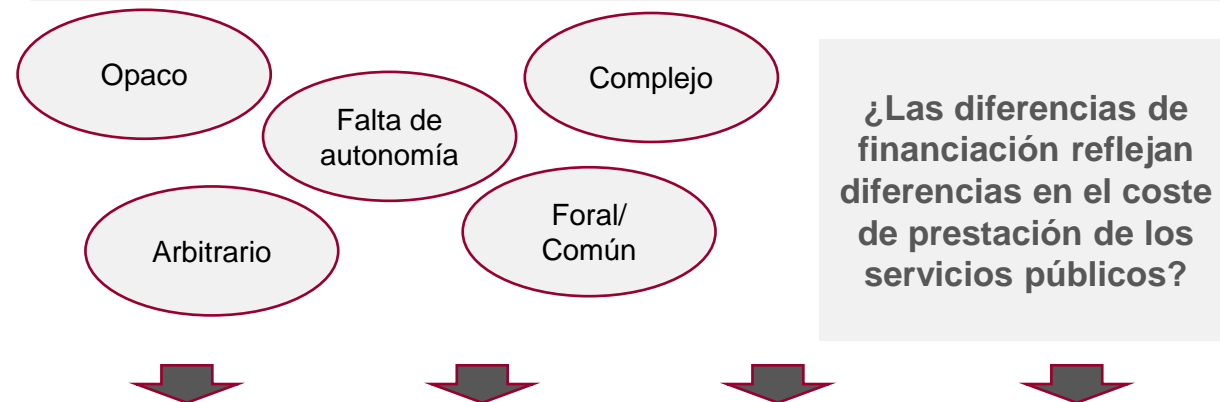 Opaco
Complejo
Falta de
autonomía
Foral/
Común
Arbitrario
¿Las diferencias de
financiación reflejan
diferencias en el coste
de prestación de los
servicios públicos?